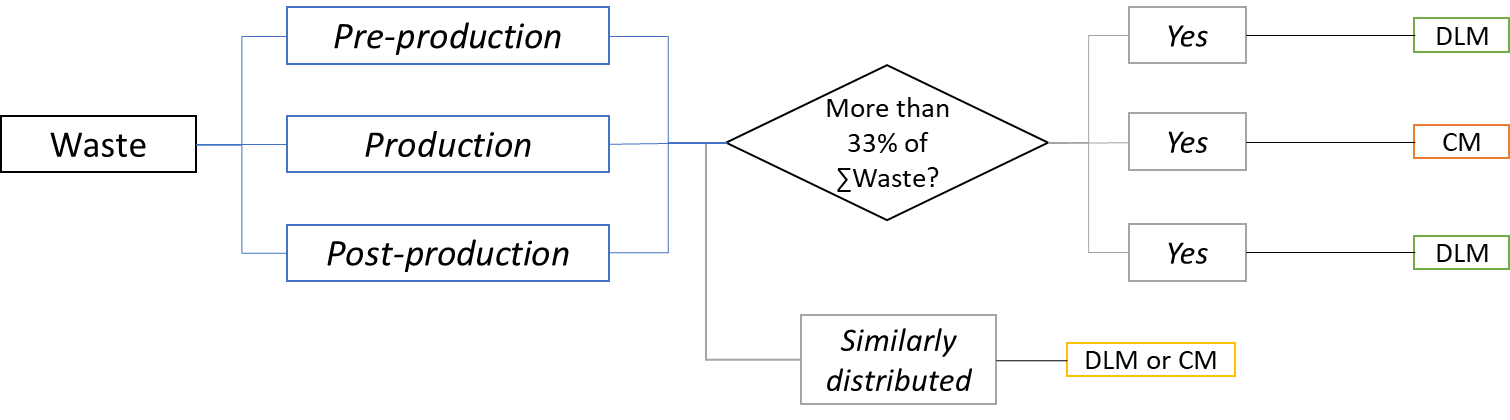 Waste
Pre-production
Production
Post-production
More than
33% of
∑Waste?
Yes
DLM
Yes
CM
Yes
DLM
Similarly
distributed
DLM or CM